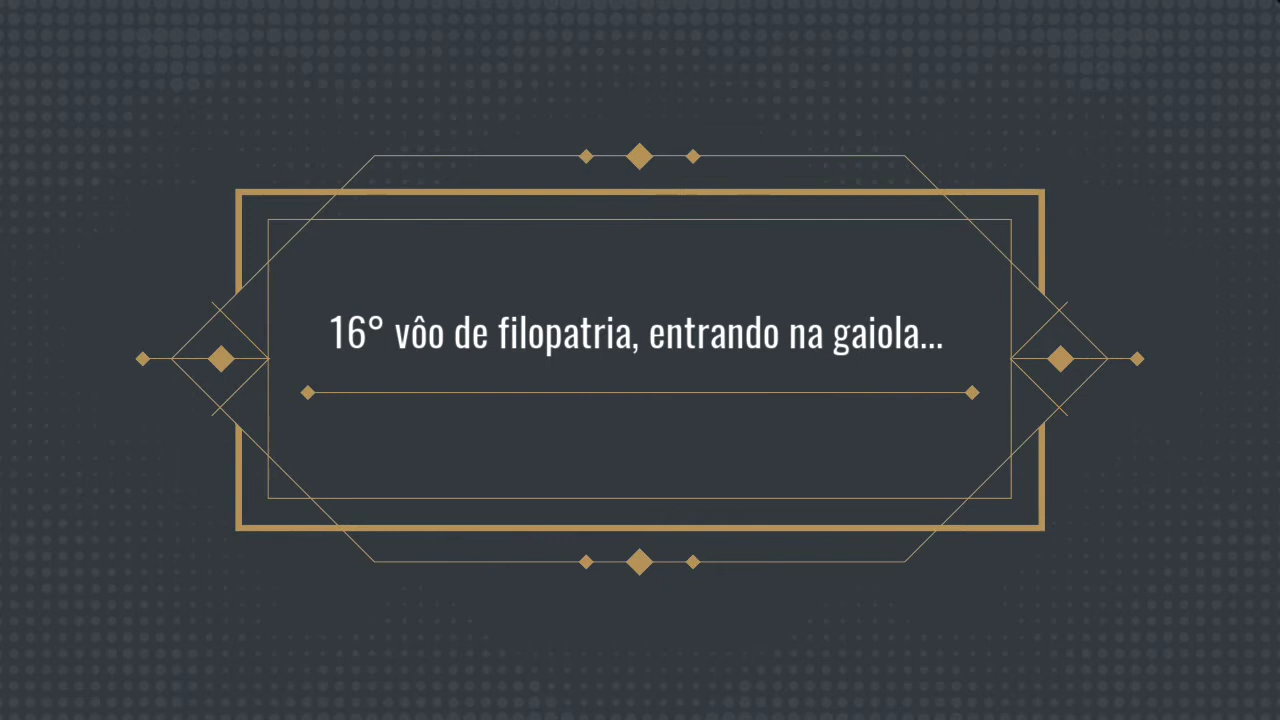 16° vôo de filopatria, entrando na gaiola...